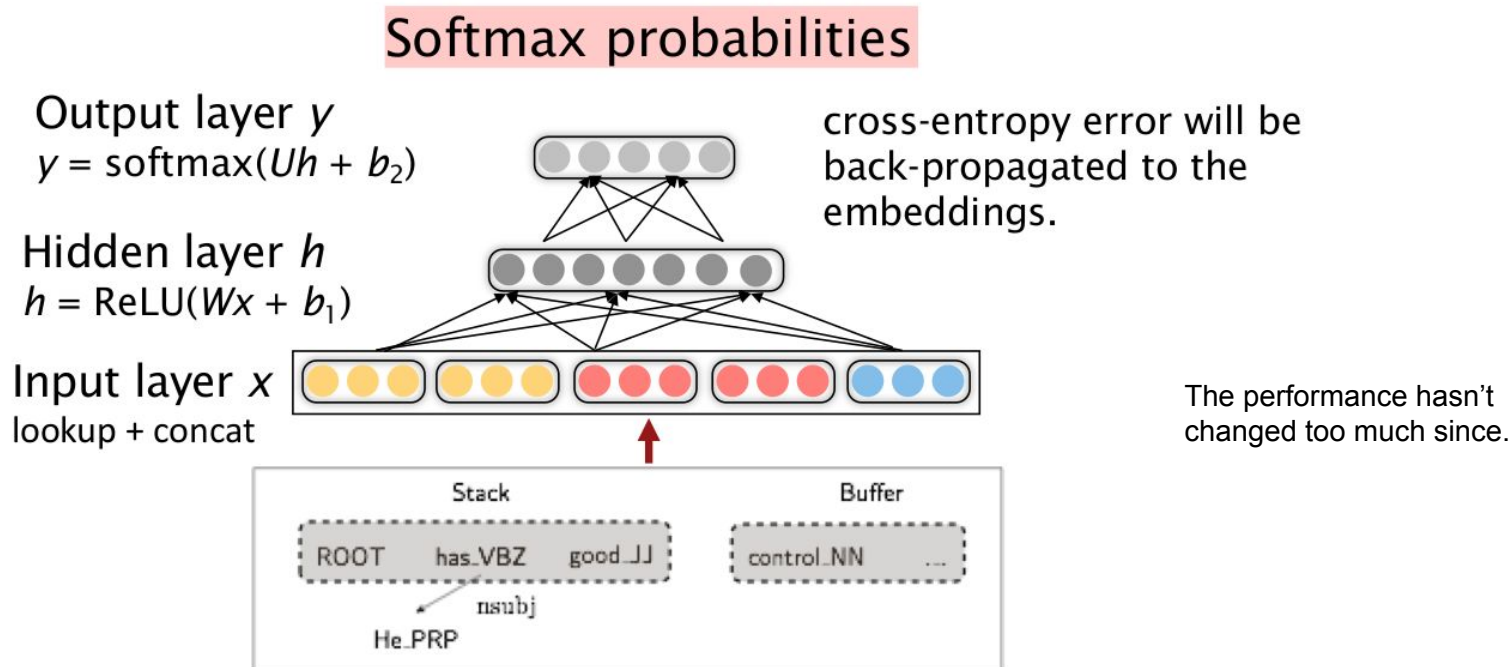 Softmax probabilities
Output layer y
y = softmax(Uh + b₂)
cross-entropy error will be
back-propagated to the
embeddings.
Hidden layer h
h = ReLU(Wx + b₁)
Input layer x
lookup + concat
The performance hasn't
changed too much since.
Stack
Buffer
ROOT has_VBZ good_JJ
control_NN ...
nsubj
He_PRP